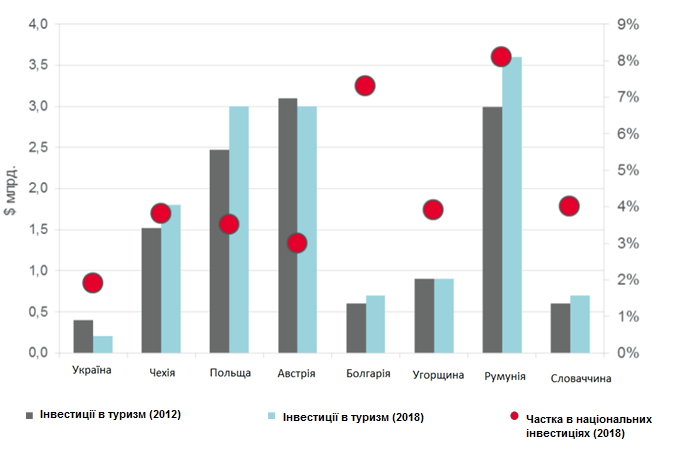 4,0
3,5
3,0
2,5
2,0
1,5
1,0
0,5
0,0
$ млрд.
9%
8%
7%
6%
5%
4%
3%
2%
1%
0%
Україна
Чехія
Польща
Австрія
Болгарія
Угорщина
Румунія
Словаччина
Інвестиції в туризм (2012)
Інвестиції в туризм (2018)
Частка в національних
інвестиціях (2018)